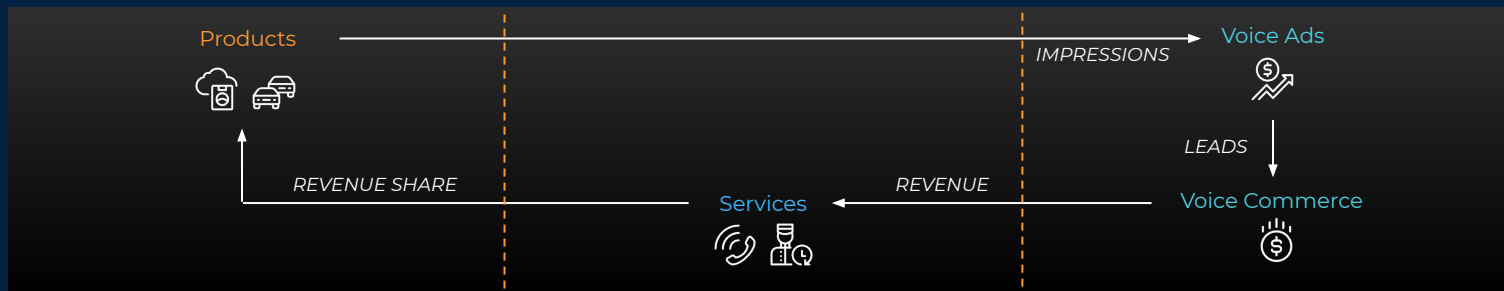 Products
Voice Ads
IMPRESSIONS
LEADS
REVENUE SHARE
REVENUE
Services
Voice Commerce